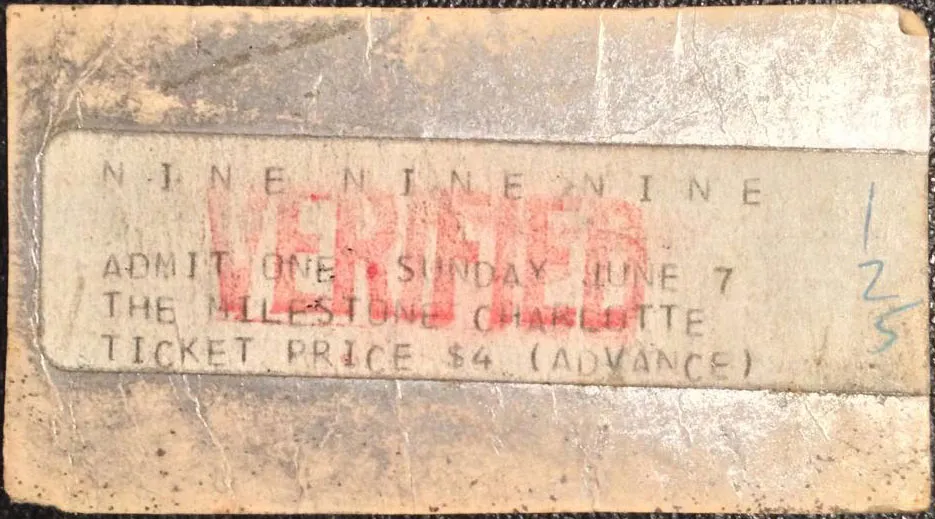 NINE NINE NINE
VERIFIED
ADMIT ONE SUNDAY JUNE 7
THE MILESTONE CHARLOTTE
TICKET PRICE $4 (ADVANCE)
125